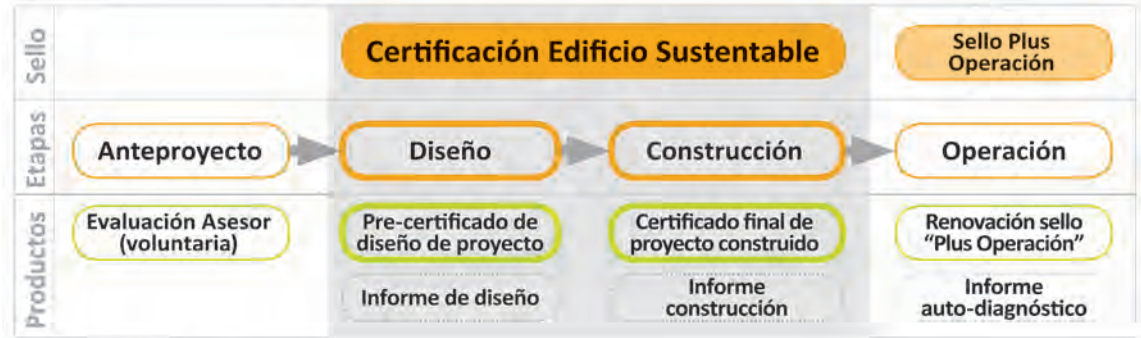 Sello
Certificación Edificio Sustentable
Sello Plus
Operación
Etapas
Anteproyecto
Diseño
Construcción
Operación
Productos
Evaluación Asesor
(voluntaria)
Pre-certificado de
diseño de proyecto
Certificado final de
proyecto construido
Renovación sello
“Plus Operación”
Informe de diseño
Informe
construcción
Informe
auto-diagnóstico